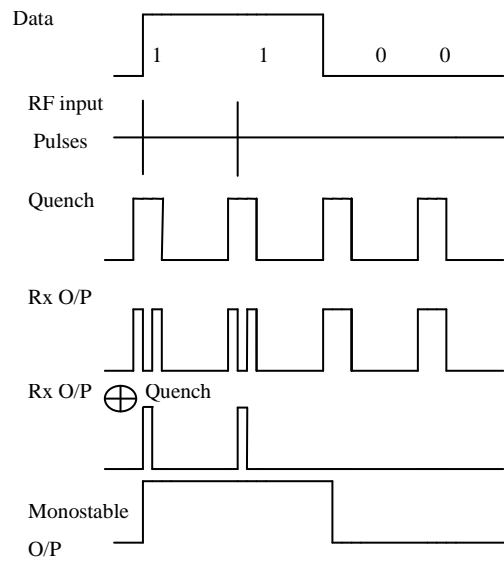 Data
1 1 0 0
RF input
Pulses
Quench
Rx O/P
Rx O/P ⊕ Quench
Monostable
O/P